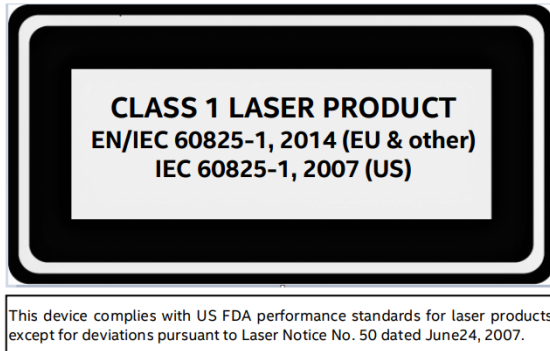 CLASS 1 LASER PRODUCT
EN/IEC 60825-1, 2014 (EU & other)
IEC 60825-1, 2007 (US)
This device complies with US FDA performance standards for laser products
except for deviations pursuant to Laser Notice No. 50 dated June24, 2007.